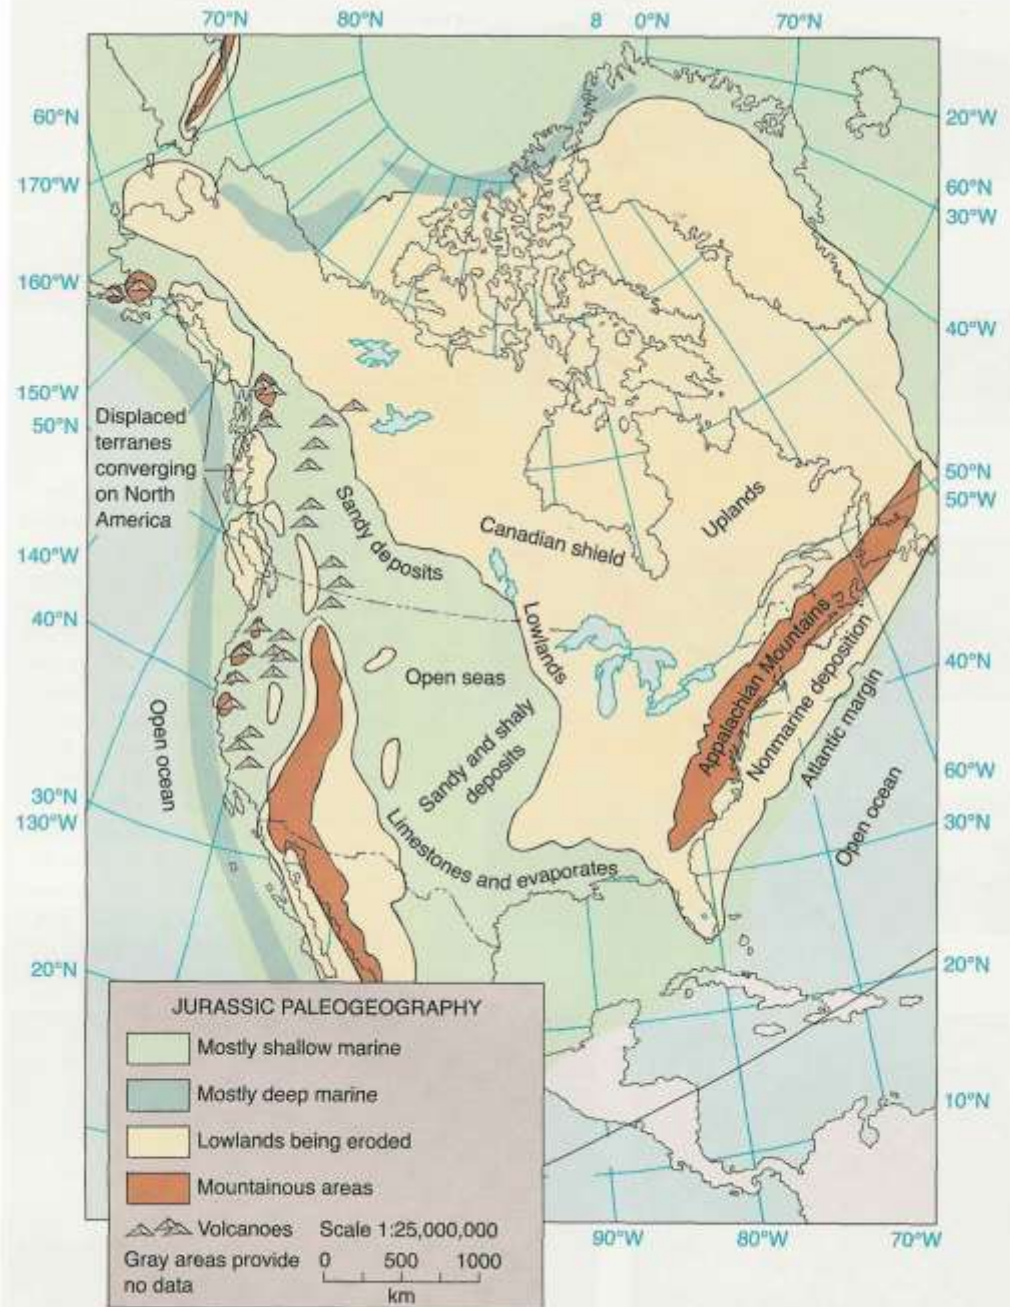 70°N 80°N 8 0°N 70°N
60°N
170°W
160°W
150°W
50°N
140°W
40°N
30°N
130°W
20°N
20°W
60°N
30°W
40°W
50°N
50°W
40°N
60°W
30°N
20°N
10°N
90°W 80°W 70°W
Displaced
terranes
converging
on North
America
Sandy deposits
Canadian shield
Uplands
Lowlands
Open seas
Sandy and shaly
deposits
Limestones and evaporates
Appalachian Mountains
Nonmarine deposition
Atlantic margin
Open ocean
Open ocean
JURASSIC PALEOGEOGRAPHY
Mostly shallow marine
Mostly deep marine
Lowlands being eroded
Mountainous areas
Volcanoes Scale 1:25,000,000
Gray areas provide
no data
0 500 1000
km